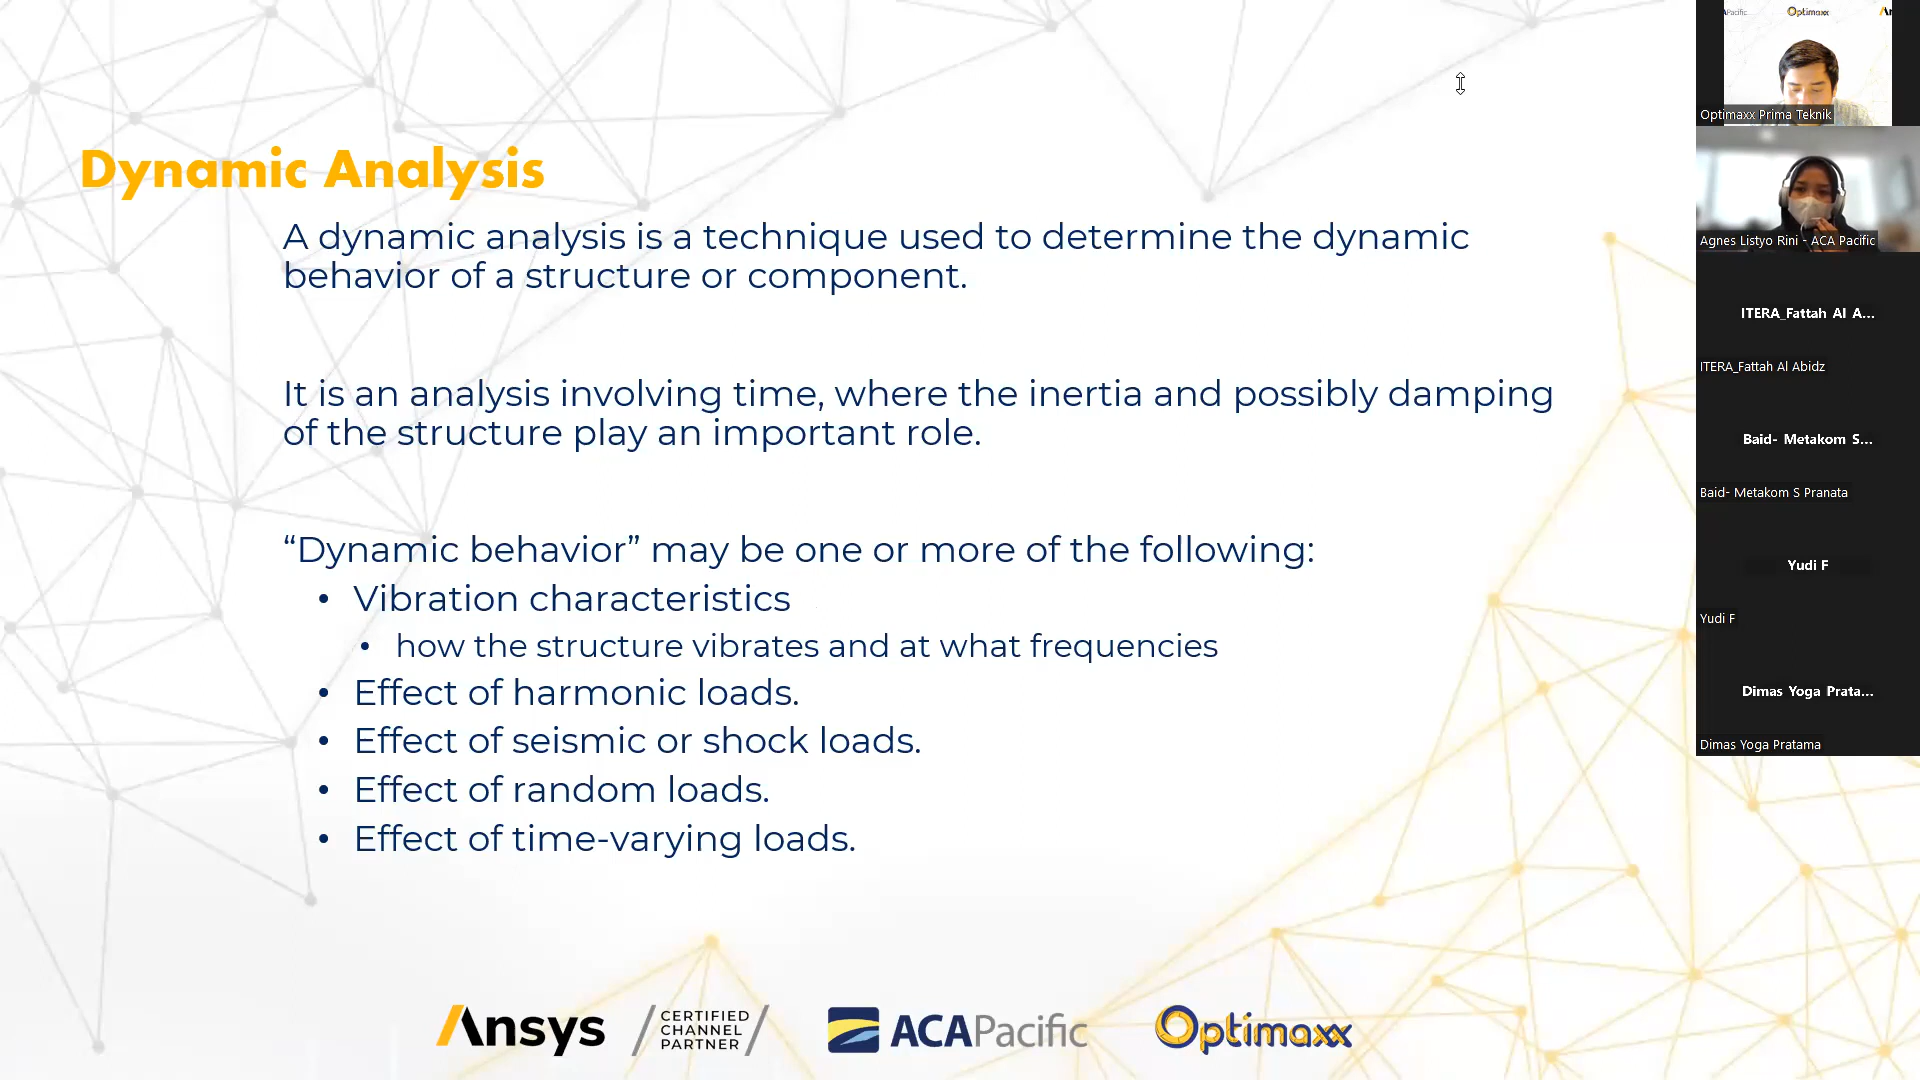 Dynamic Analysis
A dynamic analysis is a technique used to determine the dynamic
behavior of a structure or component.
It is an analysis involving time, where the inertia and possibly damping
of the structure play an important role.
“Dynamic behavior” may be one or more of the following:
• Vibration characteristics
• how the structure vibrates and at what frequencies
• Effect of harmonic loads.
• Effect of seismic or shock loads.
• Effect of random loads.
• Effect of time-varying loads.
Ansys
CERTIFIED
CHANNEL
PARTNER
ACAPacific
Optimaxx
Pacific
Optimaxx
Optimaxx Prima Teknik
Agnes Listyo Rini - ACA Pacific
ITERA_Fattah Al A...
ITERA_Fattah Al Abidz
Baid- Metakom S...
Baid- Metakom S Pranata
Yudi F
Yudi F
Dimas Yoga Prata...
Dimas Yoga Pratama